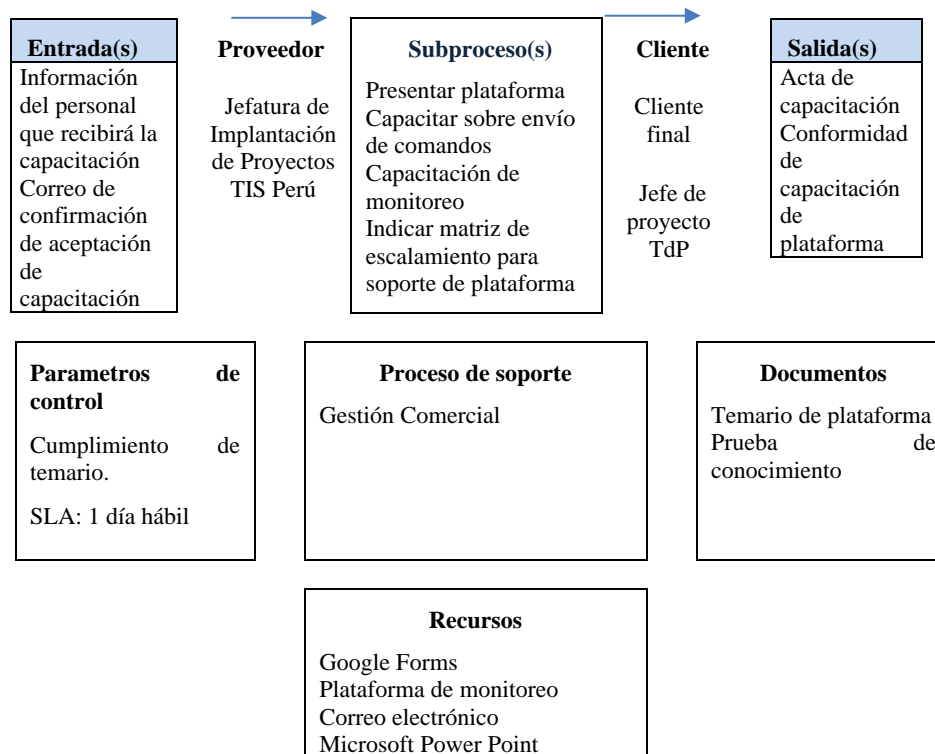 Entrada(s)
Información
del personal
que recibirá la
capacitación
Correo de
confirmación
de aceptación
de
capacitación
Proveedor
Jefatura de
Implantación
de Proyectos
TIS Perú
Subproceso(s)
Presentar plataforma
Capacitar sobre envío
de comandos
Capacitación de
monitoreo
Indicar matriz de
escalamiento para
soporte de plataforma
Cliente
Cliente
final
Jefe de
proyecto
TdP
Salida(s)
Acta de
capacitación
Conformidad
de
capacitación
de
plataforma
Parametros de
control
Cumplimiento de
temario.
SLA: 1 día hábil
Proceso de soporte
Gestión Comercial
Documentos
Temario de plataforma
Prueba de
conocimiento
Recursos
Google Forms
Plataforma de monitoreo
Correo electrónico
Microsoft Power Point